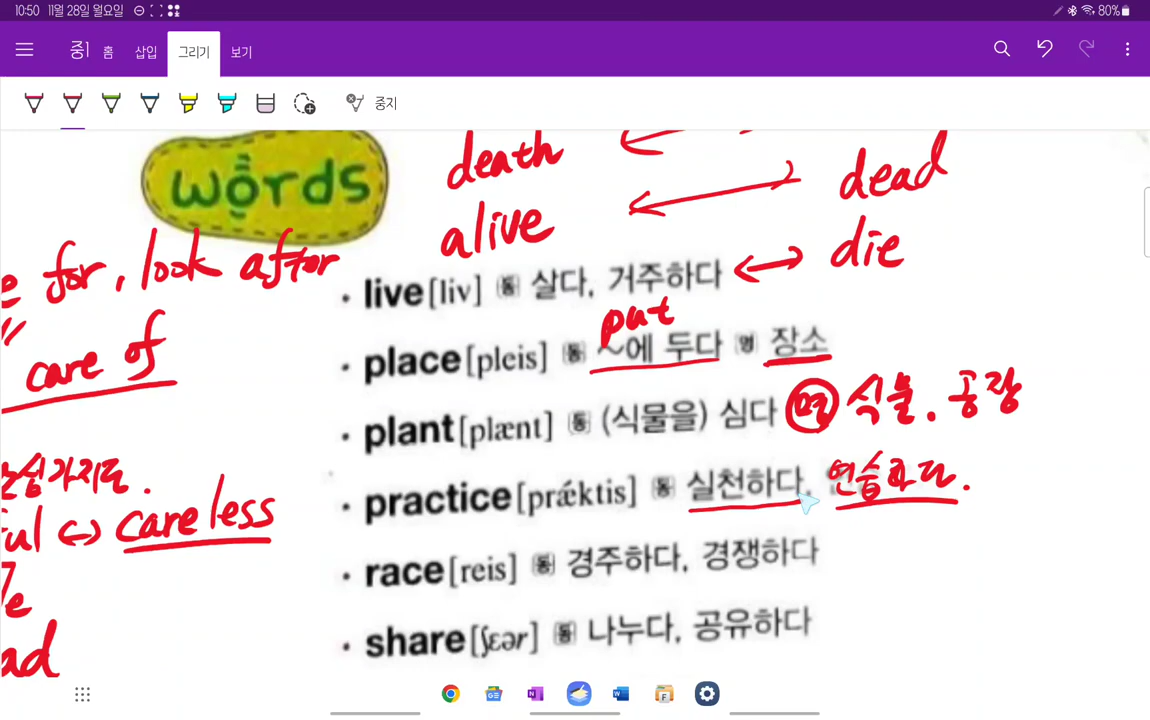 10:50 11월 28일 월요일
80%
중1 홈 삽입 그리기 보기
중지
words
death
dead
alive
die
for, look after
care of
live[liv] 동 살다, 거주하다
put
place[pleis] 동 ~에 두다 명 장소
plant[plænt] 동 (식물을) 심다 명 식물. 공장
practice[prǽktis] 동 실천하다, 연습하다.
careless
race[reis] 동 경주하다, 경쟁하다
share[ʃɛər] 동 나누다, 공유하다